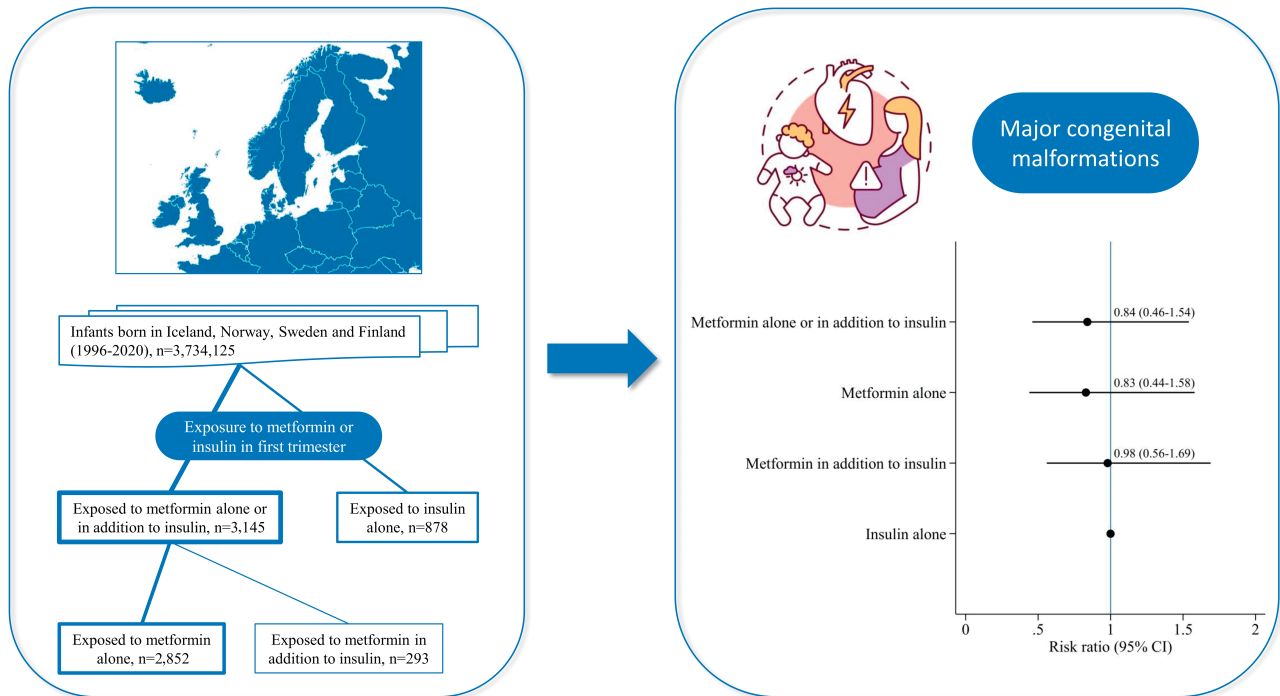 Infants born in Iceland, Norway, Sweden and Finland
(1996-2020), n=3,734,125
Exposure to metformin or
insulin in first trimester
Exposed to metformin alone or
in addition to insulin, n=3,145
Exposed to insulin
alone, n=878
Exposed to metformin
alone, n=2,852
Exposed to metformin in
addition to insulin, n=293
Major congenital
malformations
Metformin alone or in addition to insulin
0.84 (0.46-1.54)
Metformin alone
0.83 (0.44-1.58)
Metformin in addition to insulin
0.98 (0.56-1.69)
Insulin alone
0 .5 1 1.5 2
Risk ratio (95% CI)